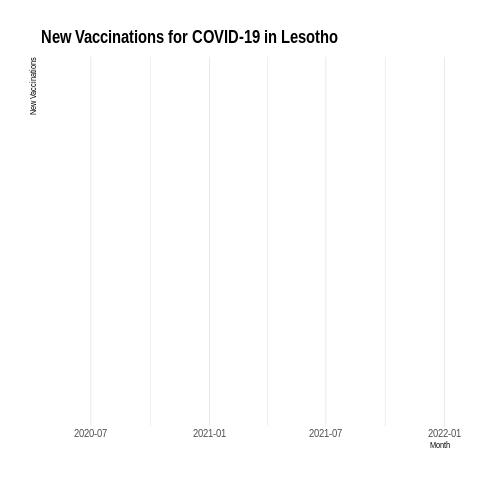 New Vaccinations for COVID-19 in Lesotho
New Vaccinations
2020-07
2021-01
2021-07
2022-01
Month